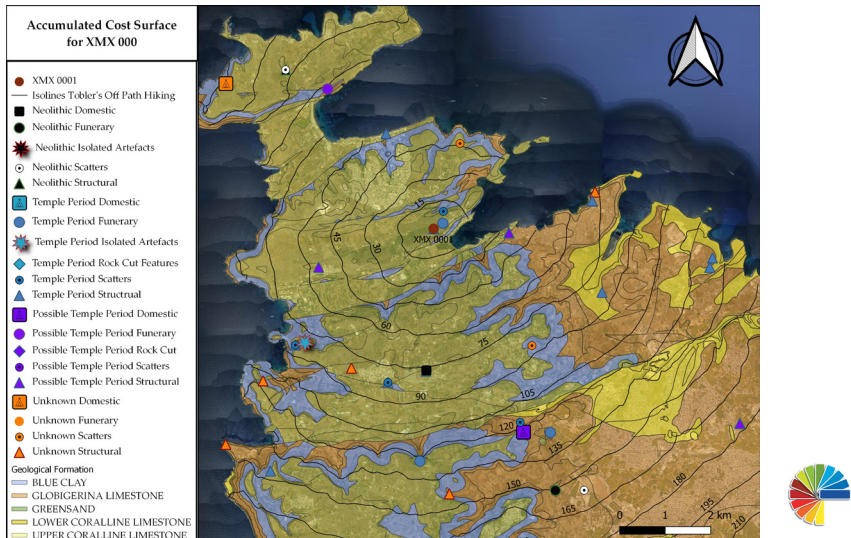 Accumulated Cost Surface
for XMX 000
XMX 0001
Isolines Tobler's Off Path Hiking
Neolithic Domestic
Neolithic Funerary
Neolithic Isolated Artefacts
Neolithic Scatters
Neolithic Structural
Temple Period Domestic
Temple Period Funerary
Temple Period Isolated Artefacts
Temple Period Rock Cut Features
Temple Period Scatters
Temple Period Structrual
Possible Temple Period Domestic
Possible Temple Period Funerary
Possible Temple Period Rock Cut
Possible Temple Period Scatters
Possible Temple Period Structural
Unknown Domestic
Unknown Funerary
Unknown Scatters
Unknown Structural
Geological Formation
BLUE CLAY
GLOBIGERINA LIMESTONE
GREENSAND
LOWER CORALLINE LIMESTONE
UPPER CORALLINE LIMESTONE
15
30
45
XMX 0001
60
75
90
105
120
135
150
165
180
195
210
0 1 2 km